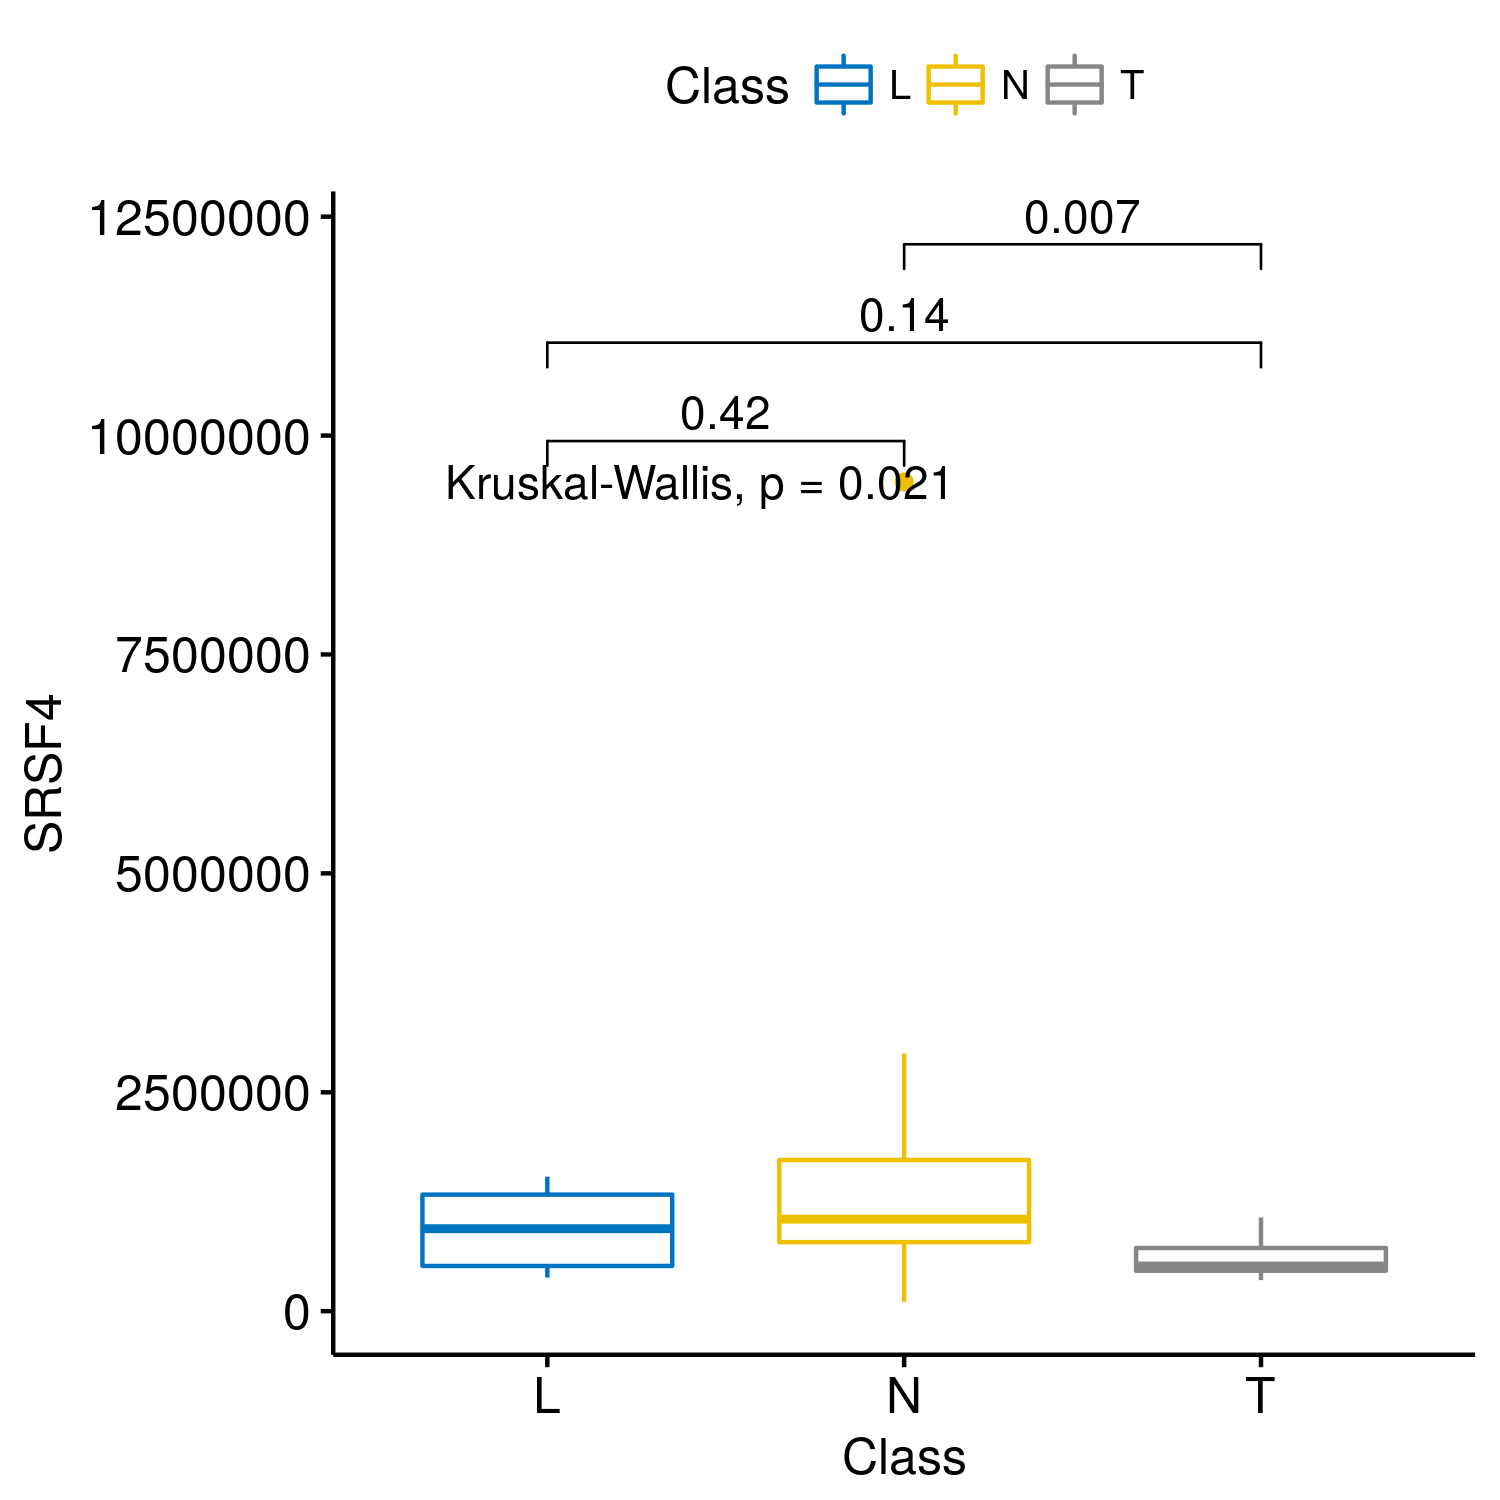 Class L N T
12500000
10000000
7500000
5000000
2500000
0
SRSF4
0.007
0.14
0.42
Kruskal-Wallis, p = 0.021
L N T
Class